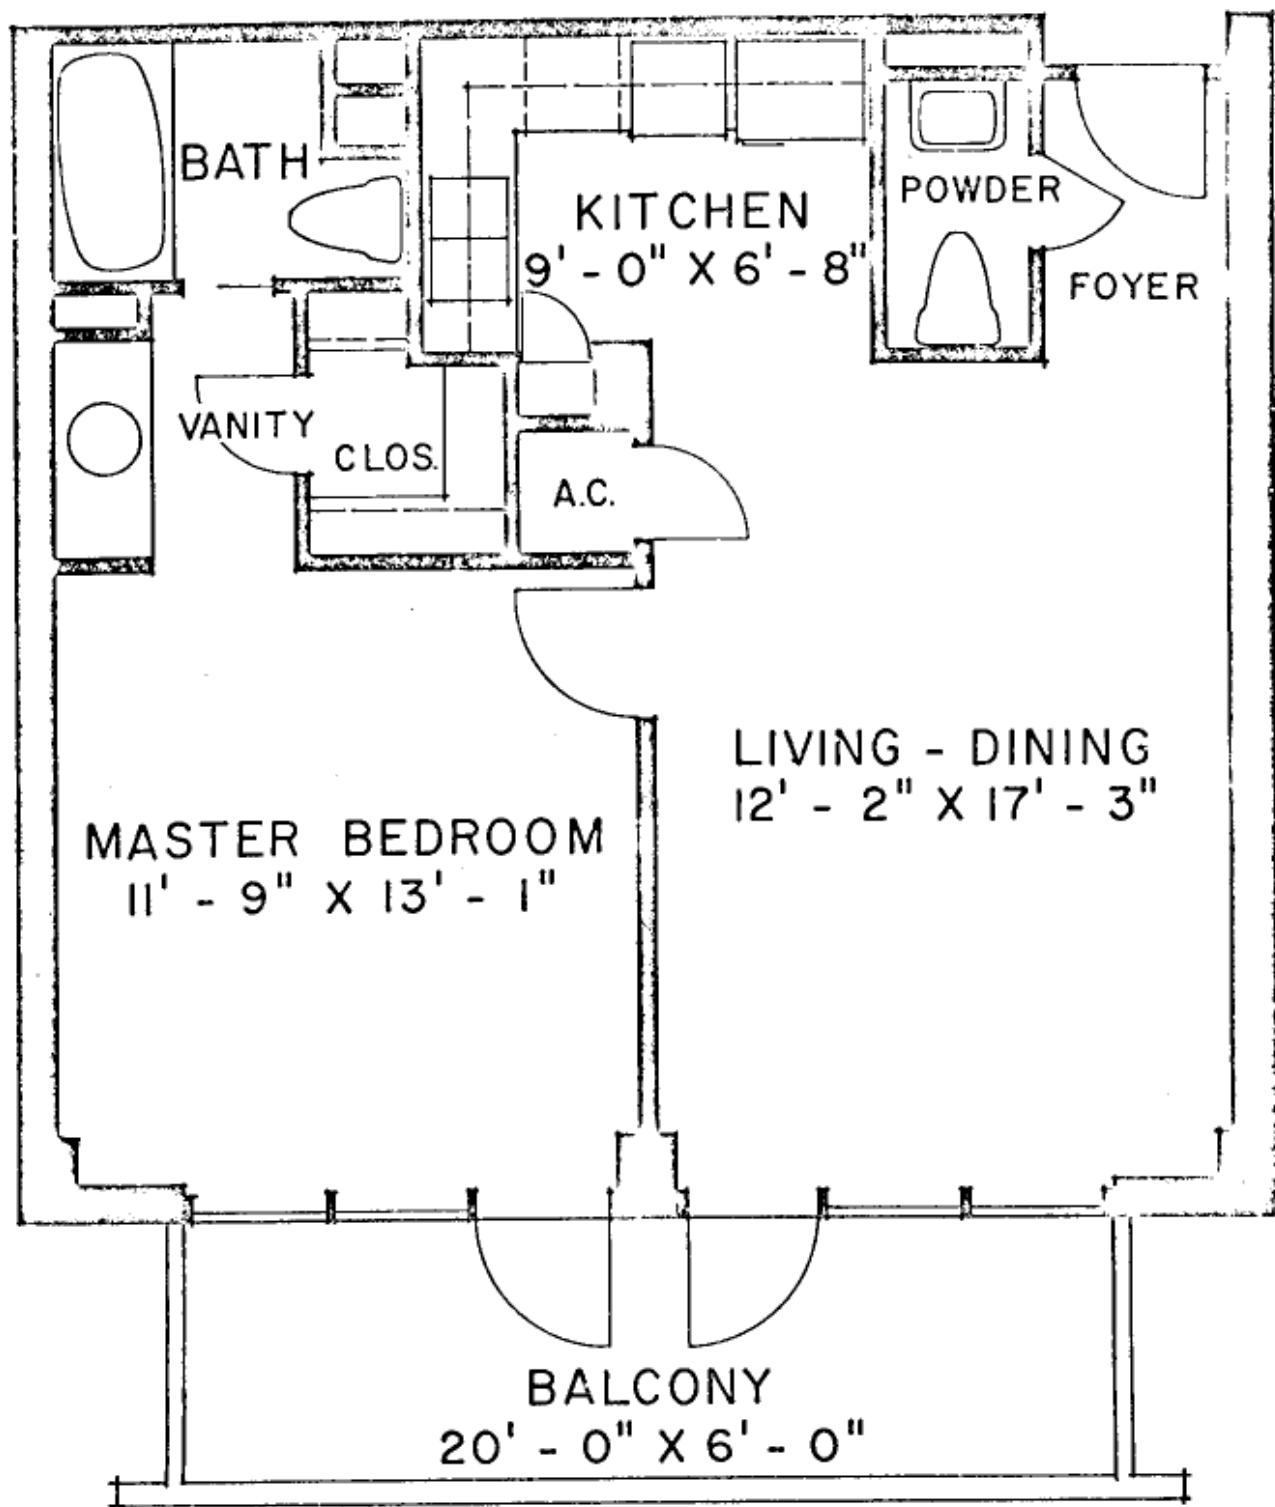 BATH
KITCHEN
9' - 0" X 6' - 8"
POWDER
FOYER
VANITY
CLOS.
A.C.
LIVING - DINING
12' - 2" X 17' - 3"
MASTER BEDROOM
11' - 9" X 13' - 1"
BALCONY
20' - 0" X 6' - 0"